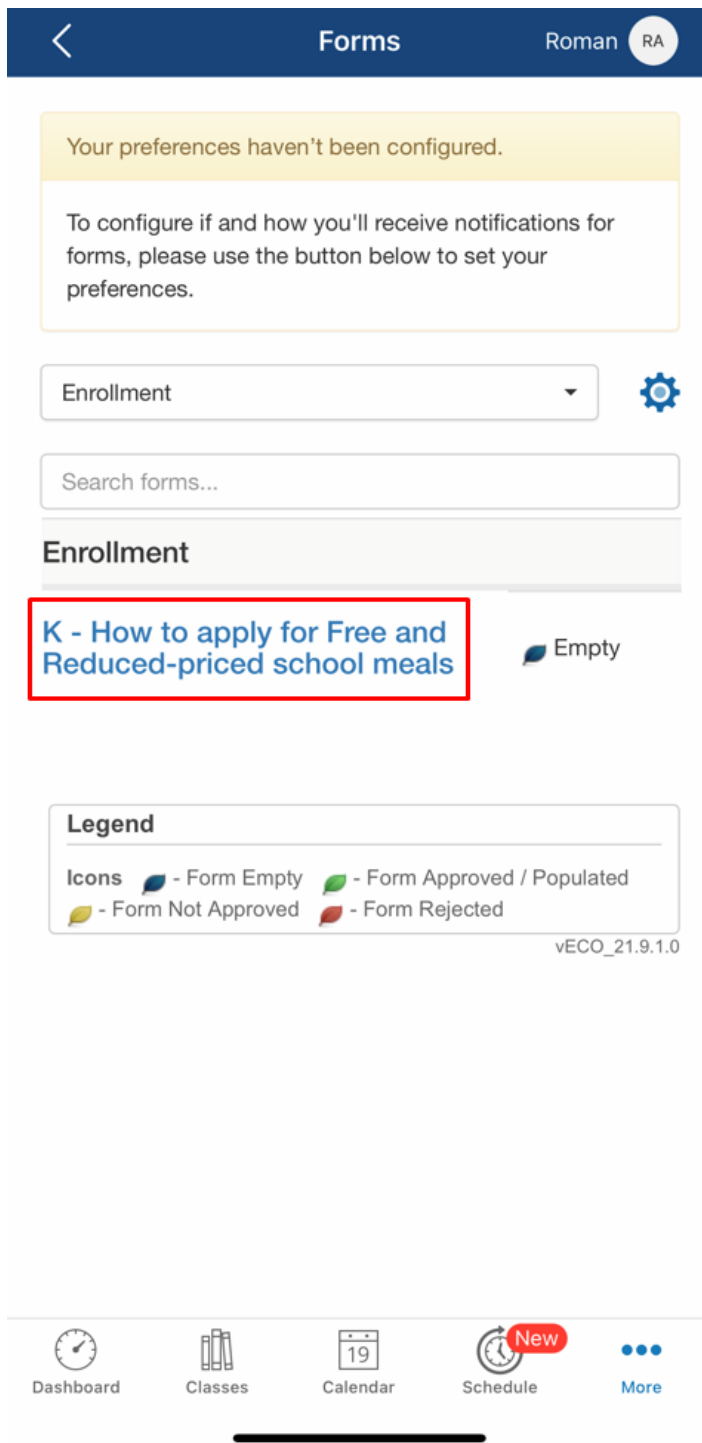 Forms
Roman
RA
Your preferences haven’t been configured.
To configure if and how you'll receive notifications for
forms, please use the button below to set your
preferences.
Enrollment
Search forms...
Enrollment
K - How to apply for Free and
Reduced-priced school meals
Empty
Legend
Icons - Form Empty - Form Approved / Populated
- Form Not Approved - Form Rejected
vECO_21.9.1.0
19
New
Dashboard
Classes
Calendar
Schedule
More